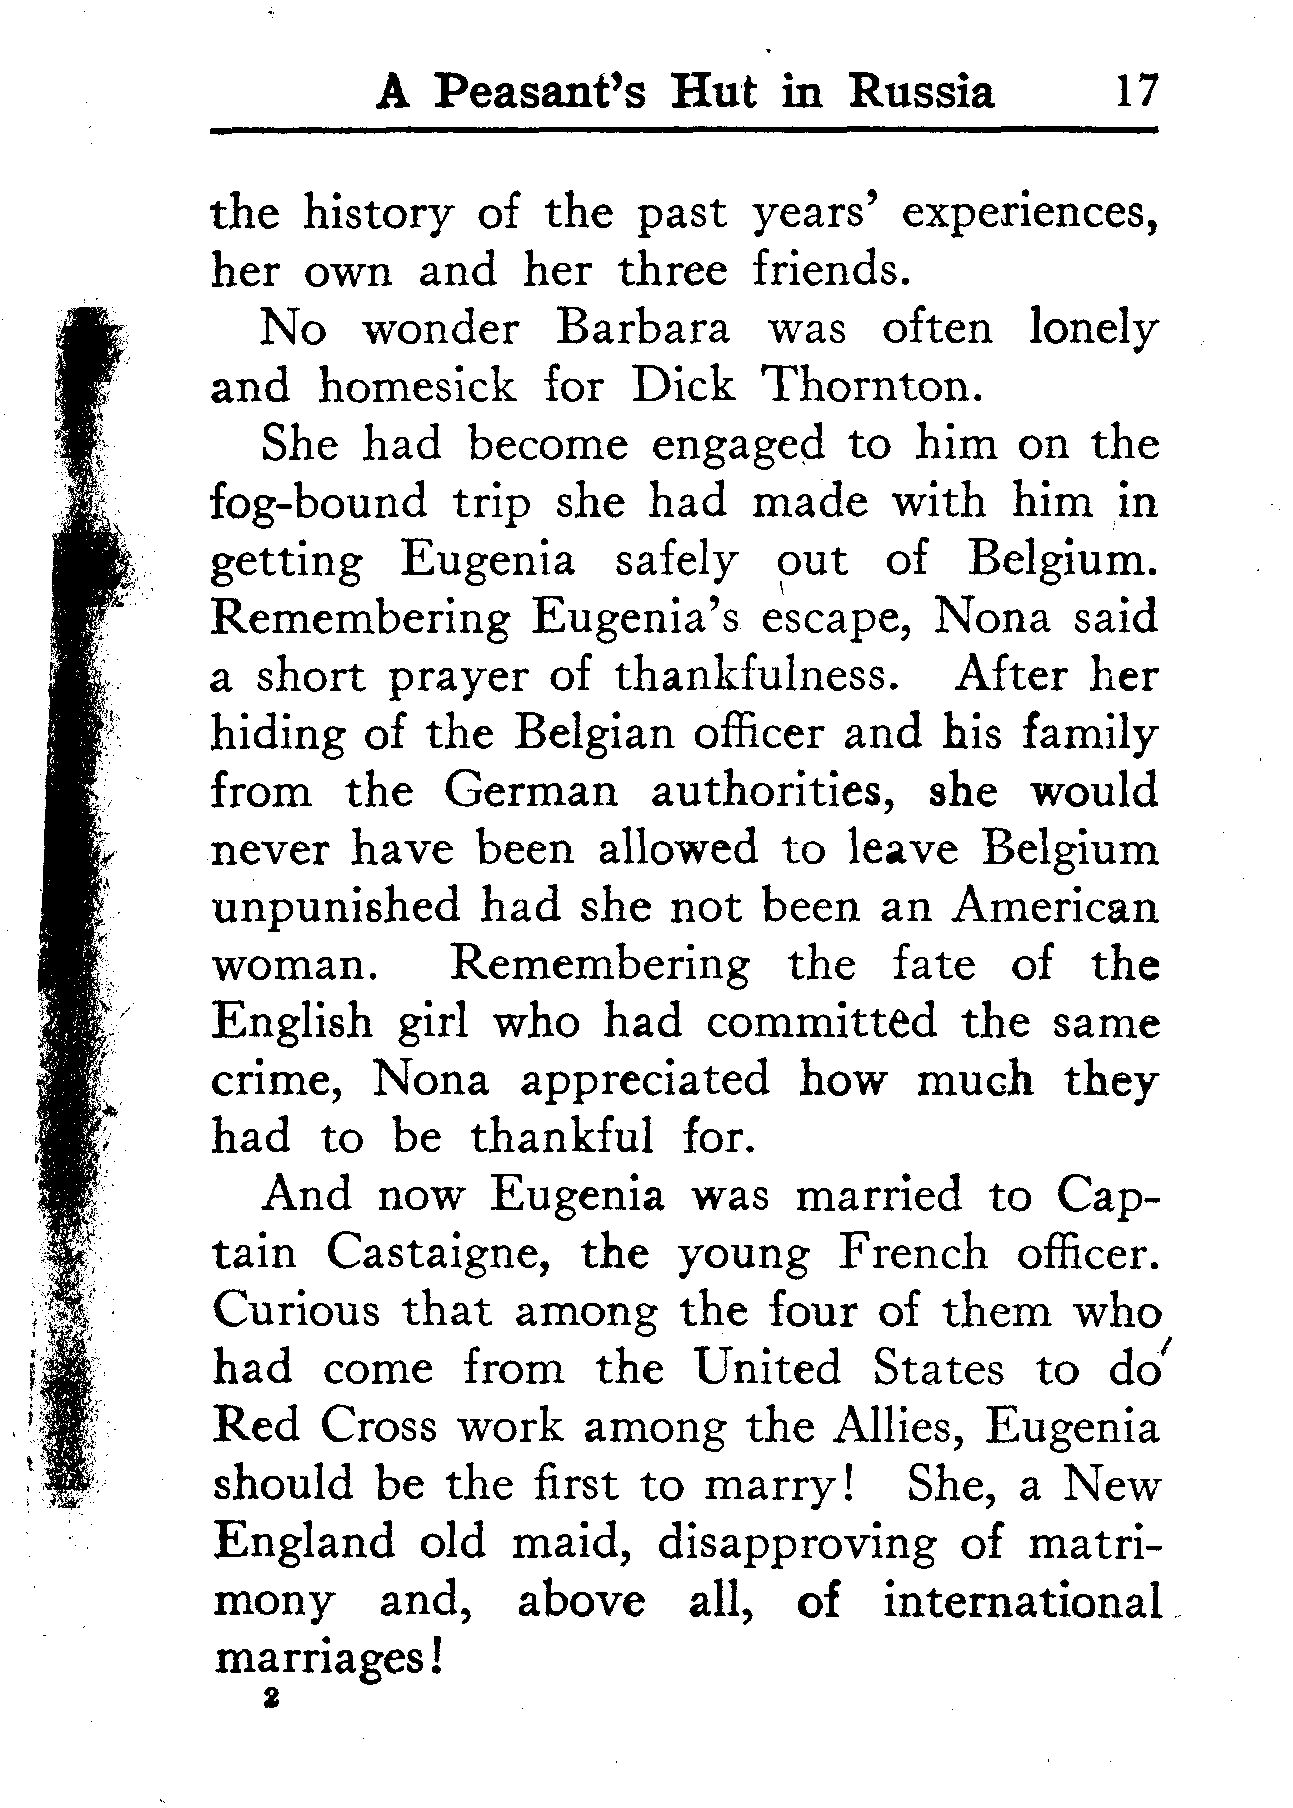 A Peasant's Hut in Russia 17
the history of the past years' experiences,
her own and her three friends.
No wonder Barbara was often lonely
and homesick for Dick Thornton.
She had become engaged to him on the
fog-bound trip she had made with him in
getting Eugenia safely out of Belgium.
Remembering Eugenia's escape, Nona said
a short prayer of thankfulness. After her
hiding of the Belgian officer and his family
from the German authorities, she would
never have been allowed to leave Belgium
unpunished had she not been an American
woman. Remembering the fate of the
English girl who had committed the same
crime, Nona appreciated how much they
had to be thankful for.
And now Eugenia was married to Cap-
tain Castaigne, the young French officer.
Curious that among the four of them who
had come from the United States to do
Red Cross work among the Allies, Eugenia
should be the first to marry! She, a New
England old maid, disapproving of matri-
mony and, above all, of international
marriages!
2